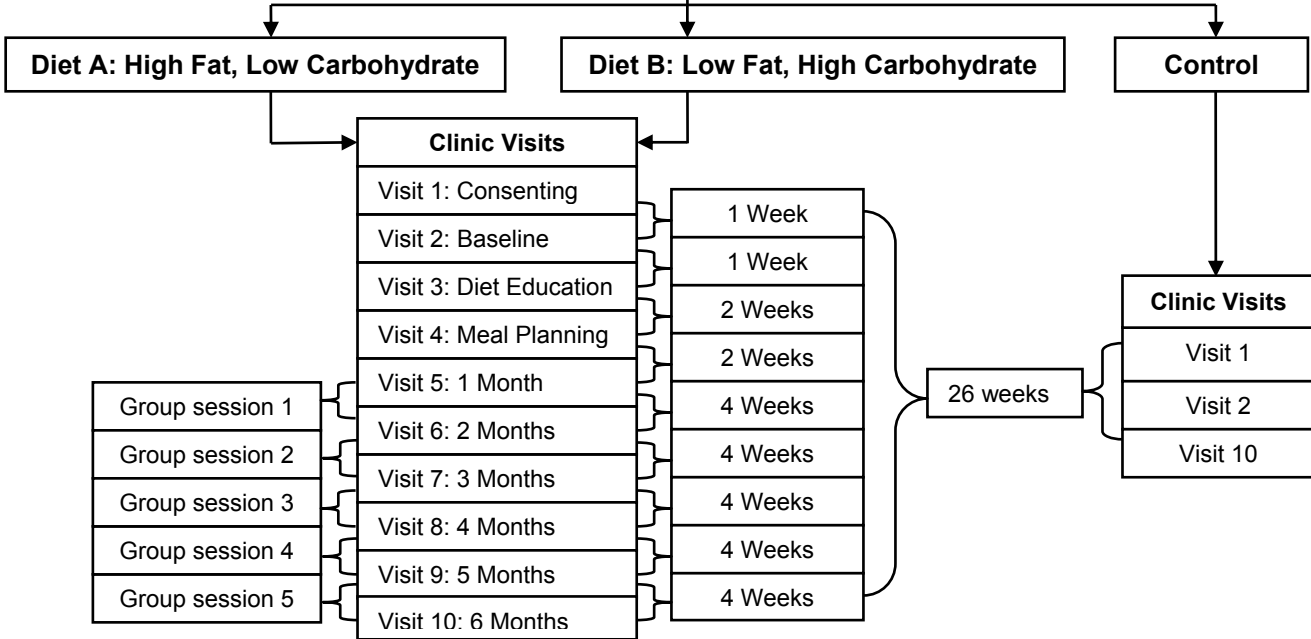 Diet A: High Fat, Low Carbohydrate
Diet B: Low Fat, High Carbohydrate
Control
Clinic Visits
Visit 1: Consenting
Visit 2: Baseline
Visit 3: Diet Education
Visit 4: Meal Planning
Visit 5: 1 Month
Visit 6: 2 Months
Visit 7: 3 Months
Visit 8: 4 Months
Visit 9: 5 Months
Visit 10: 6 Months
Group session 1
Group session 2
Group session 3
Group session 4
Group session 5
1 Week
1 Week
2 Weeks
2 Weeks
4 Weeks
4 Weeks
4 Weeks
4 Weeks
4 Weeks
26 weeks
Clinic Visits
Visit 1
Visit 2
Visit 10